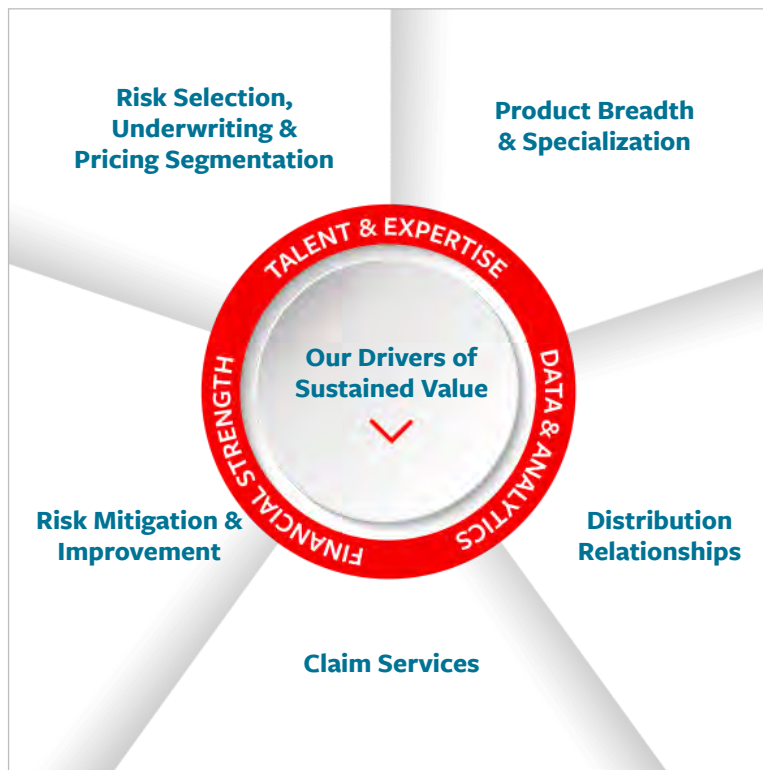 Risk Selection,
Underwriting &
Pricing Segmentation
Product Breadth
& Specialization
TALENT & EXPERTISE
DATA & ANALYTICS
FINANCIAL STRENGTH
Our Drivers of
Sustained Value
Risk Mitigation &
Improvement
Distribution
Relationships
Claim Services